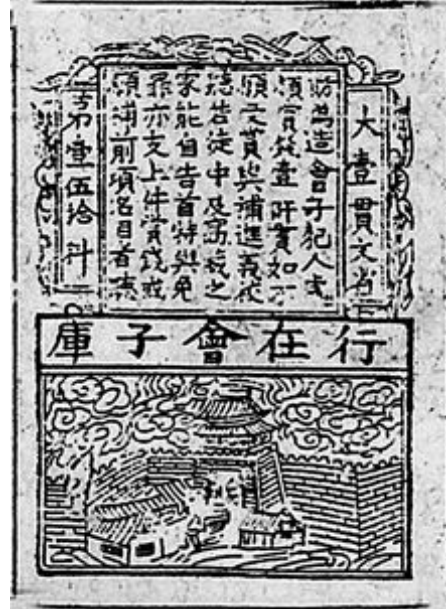 大壹貫文省
敕偽造會子犯人處
斬賞錢壹阡貫如不
願支賞與補進義校
尉若徒中及窩藏之
家能自告首特與免
罪亦支上件賞錢或
願補前項名目者聽
第壹伍拾料
行在會子庫